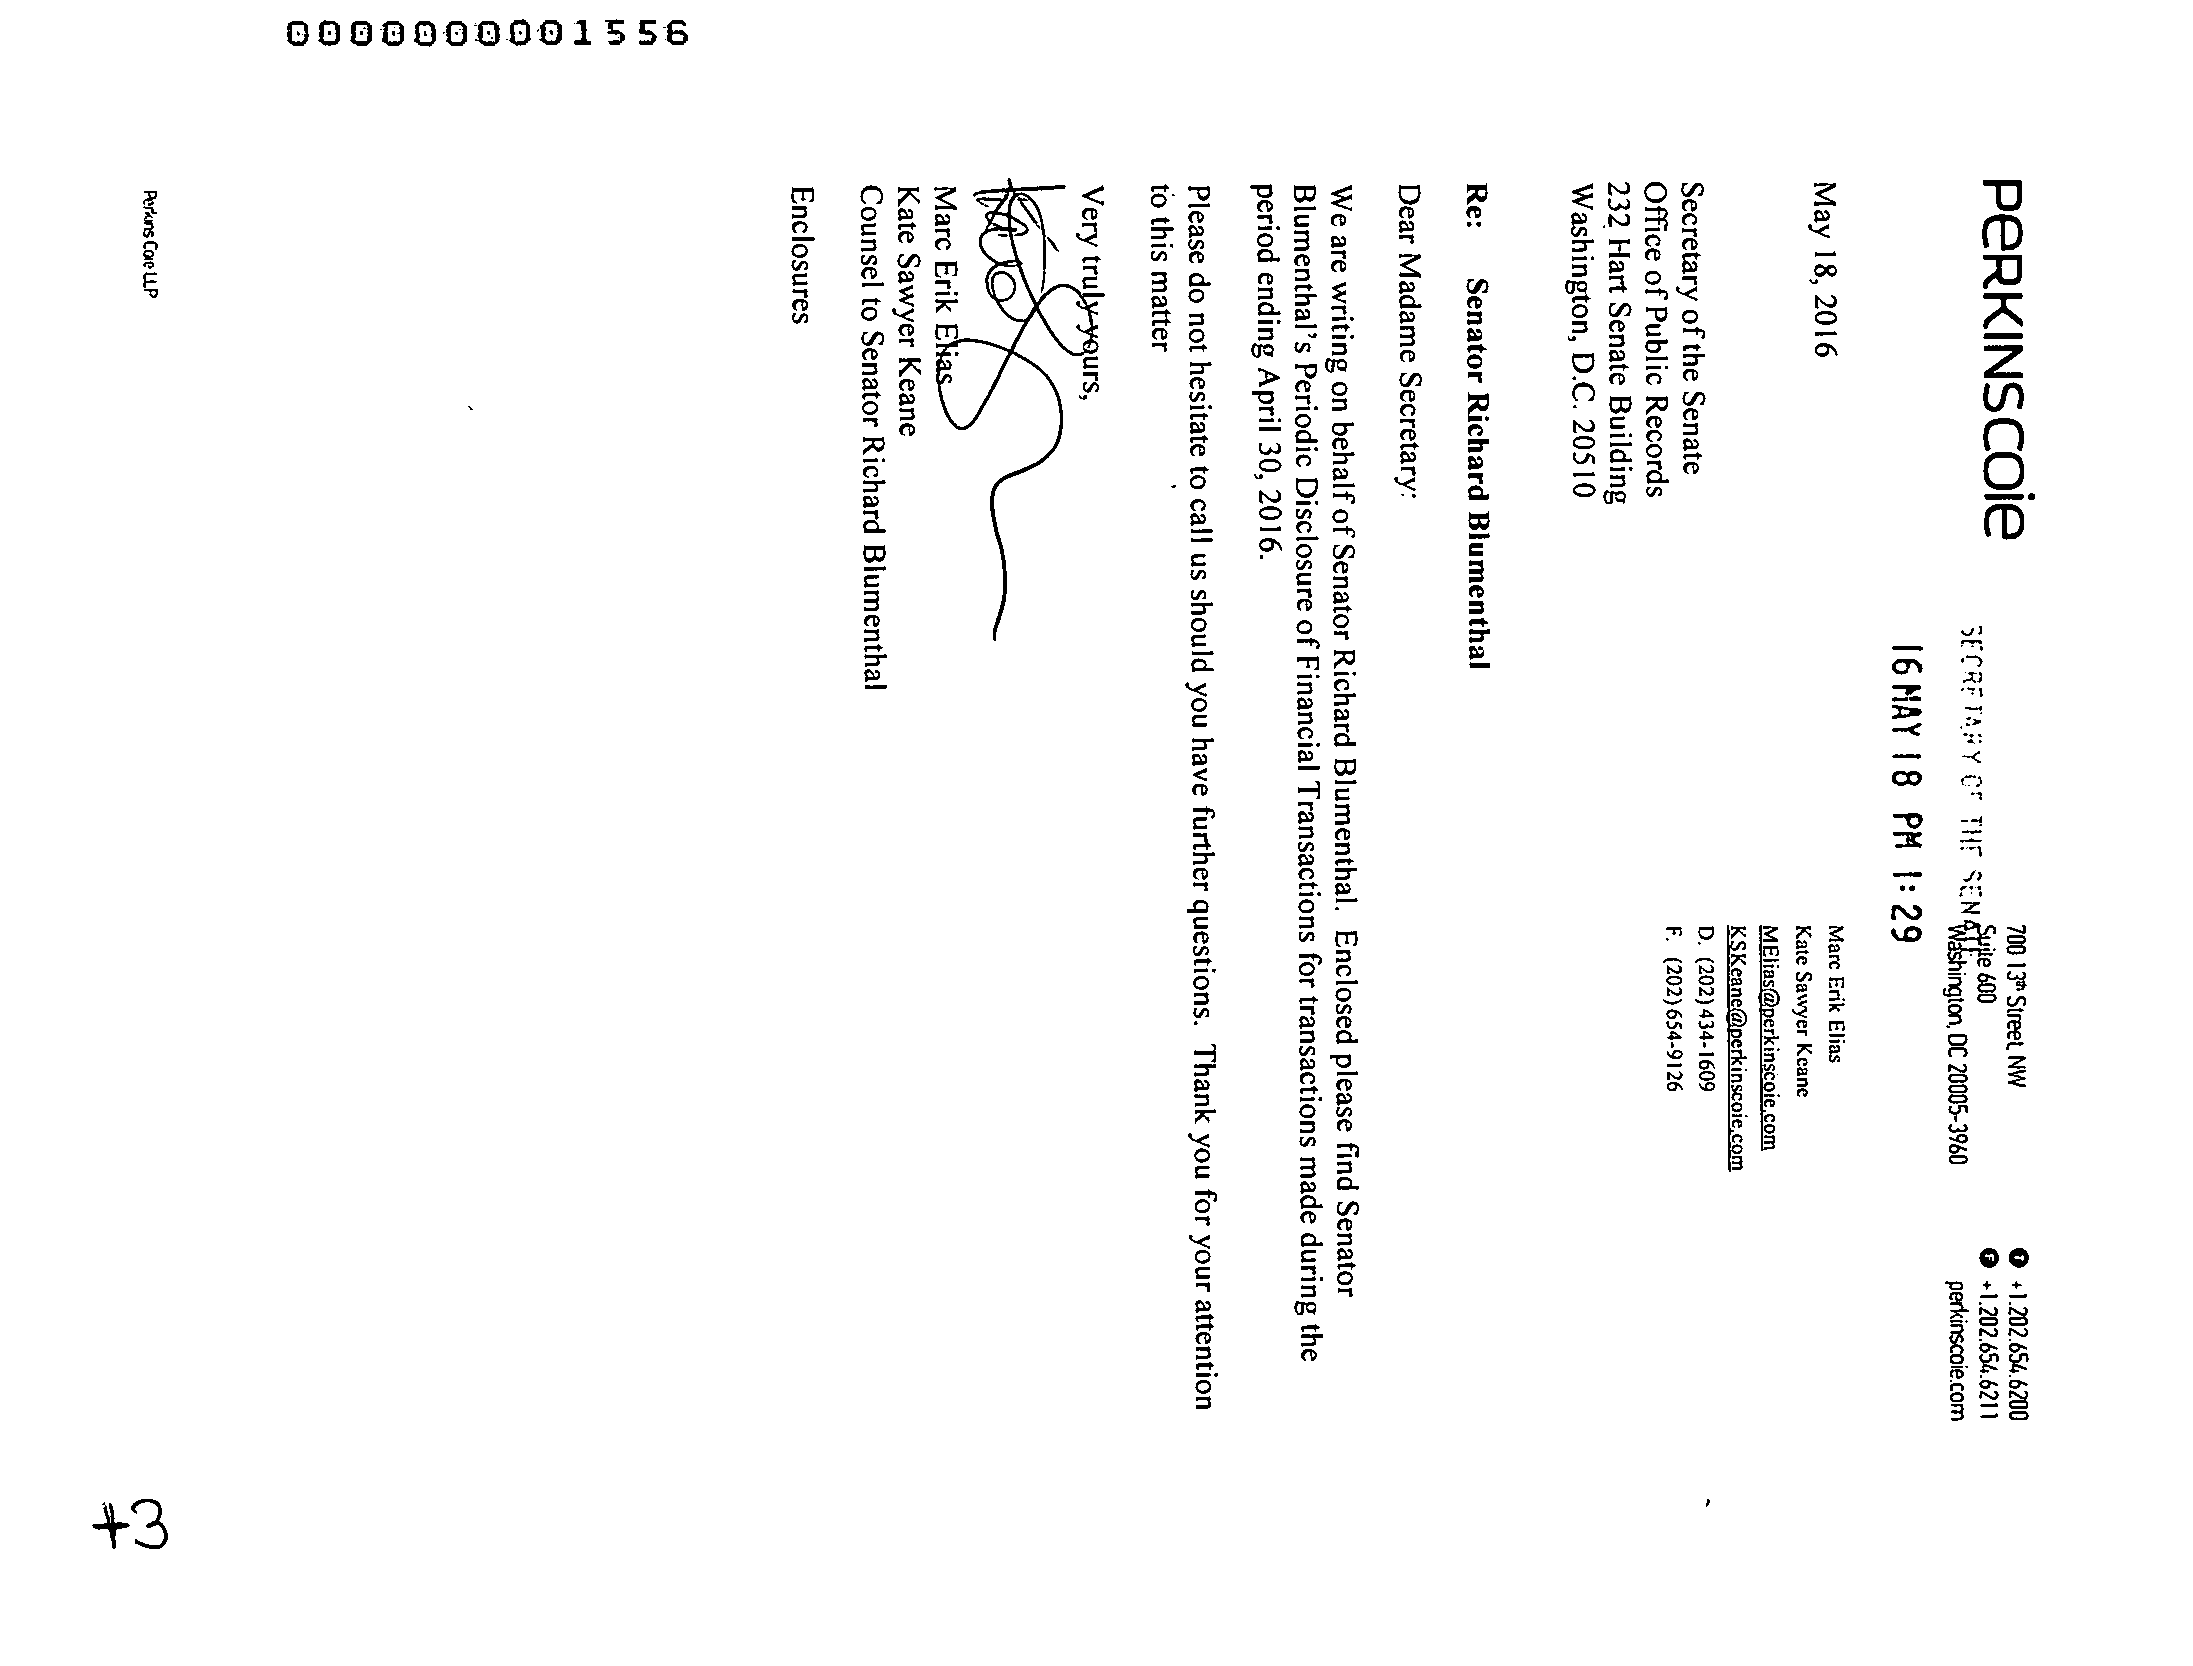 PERKINSCOIE
700 13th Street, NW
Suite 600
Washington, DC 20005-3960
T +1.202.654.6200
F +1.202.654.6211
perkinscoie.com
SECRETARY OF THE SENATE
16 MAY 18 PM 1:29
May 18, 2016
Marc Erik Elias
Kate Sawyer Keane
MElias@perkinscoie.com
KSKeane@perkinscoie.com
D. (202) 434-1609
F. (202) 654-9126
Secretary of the Senate
Office of Public Records
232 Hart Senate Building
Washington, D.C. 20510
Re: Senator Richard Blumenthal
Dear Madame Secretary:
We are writing on behalf of Senator Richard Blumenthal. Enclosed please find Senator
Blumenthal's Periodic Disclosure of Financial Transactions for transactions made during the
period ending April 30, 2016.
Please do not hesitate to call us should you have further questions. Thank you for your attention
to this matter
Very truly yours,
Marc Erik Elias
Kate Sawyer Keane
Counsel to Senator Richard Blumenthal
Enclosures
Perkins Coie LLP
+3
000000001556